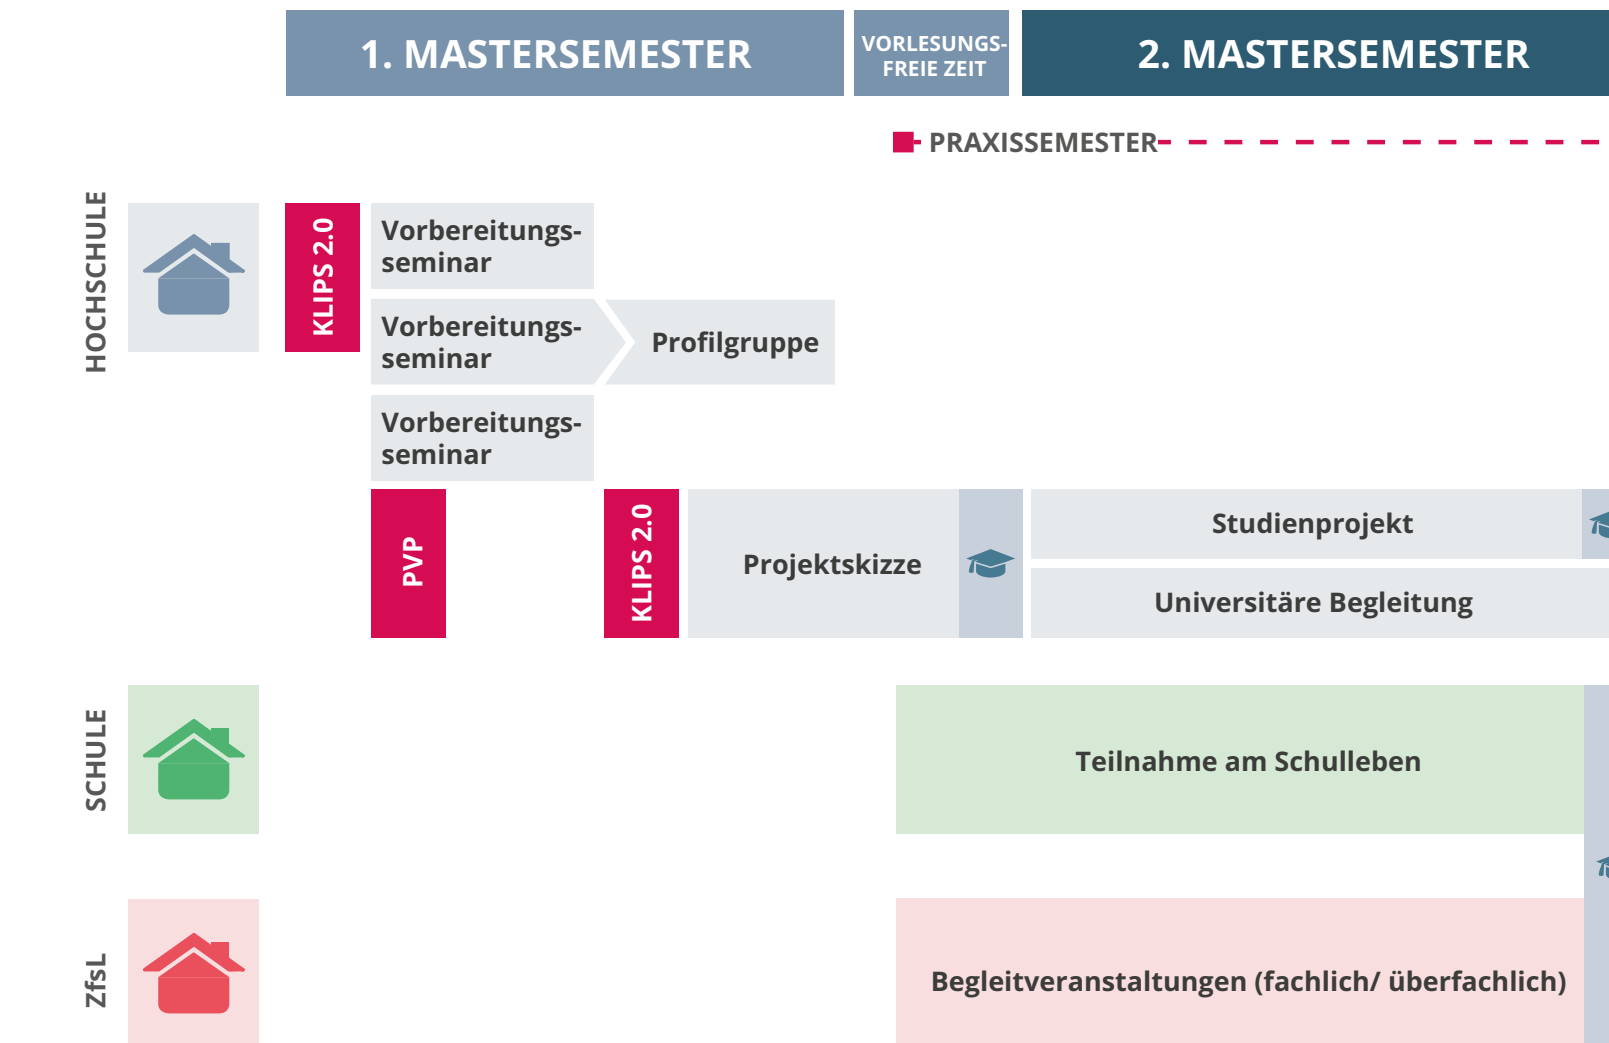 1. MASTERSEMESTER
VORLESUNGS-
FREIE ZEIT
2. MASTERSEMESTER
PRAXISSEMESTER
HOCHSCHULE
KLIPS 2.0
Vorbereitungs-
seminar
Vorbereitungs-
seminar
Profilgruppe
Vorbereitungs-
seminar
PVP
KLIPS 2.0
Projektskizze
Studienprojekt
Universitäre Begleitung
SCHULE
Teilnahme am Schulleben
ZfsL
Begleitveranstaltungen (fachlich/ überfachlich)